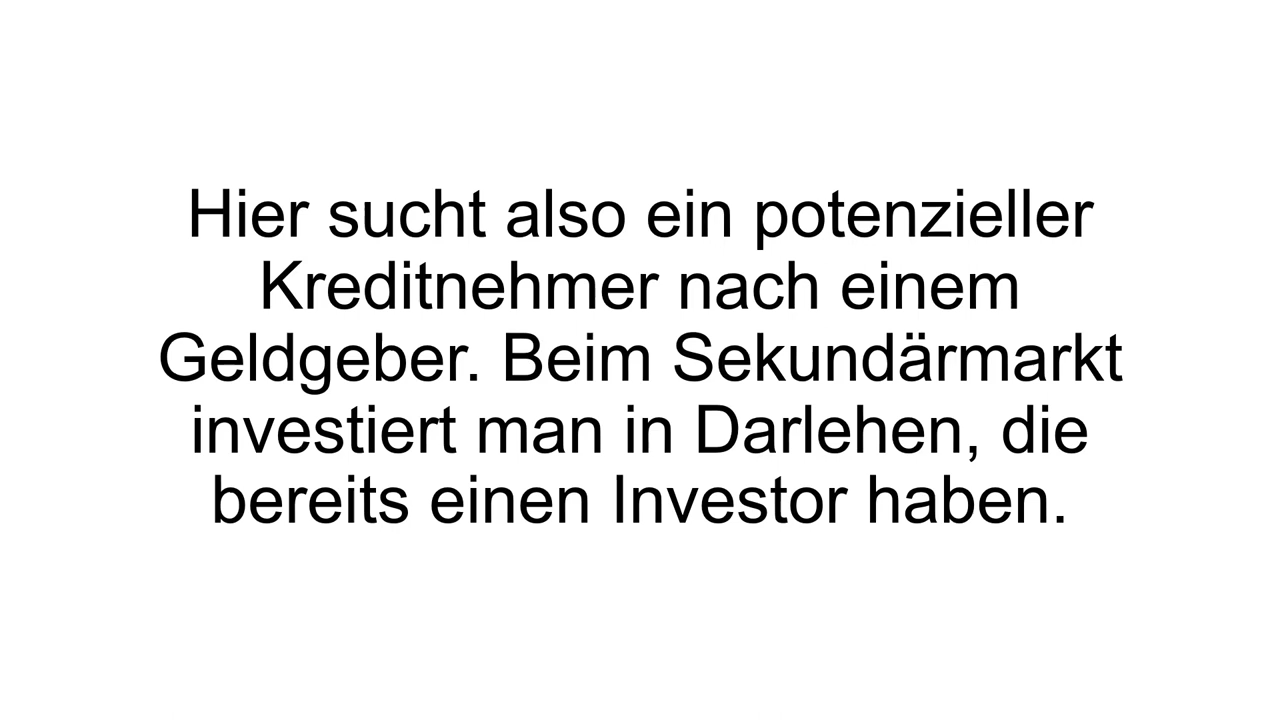 Hier sucht also ein potenzieller
Kreditnehmer nach einem
Geldgeber. Beim Sekundärmarkt
investiert man in Darlehen, die
bereits einen Investor haben.